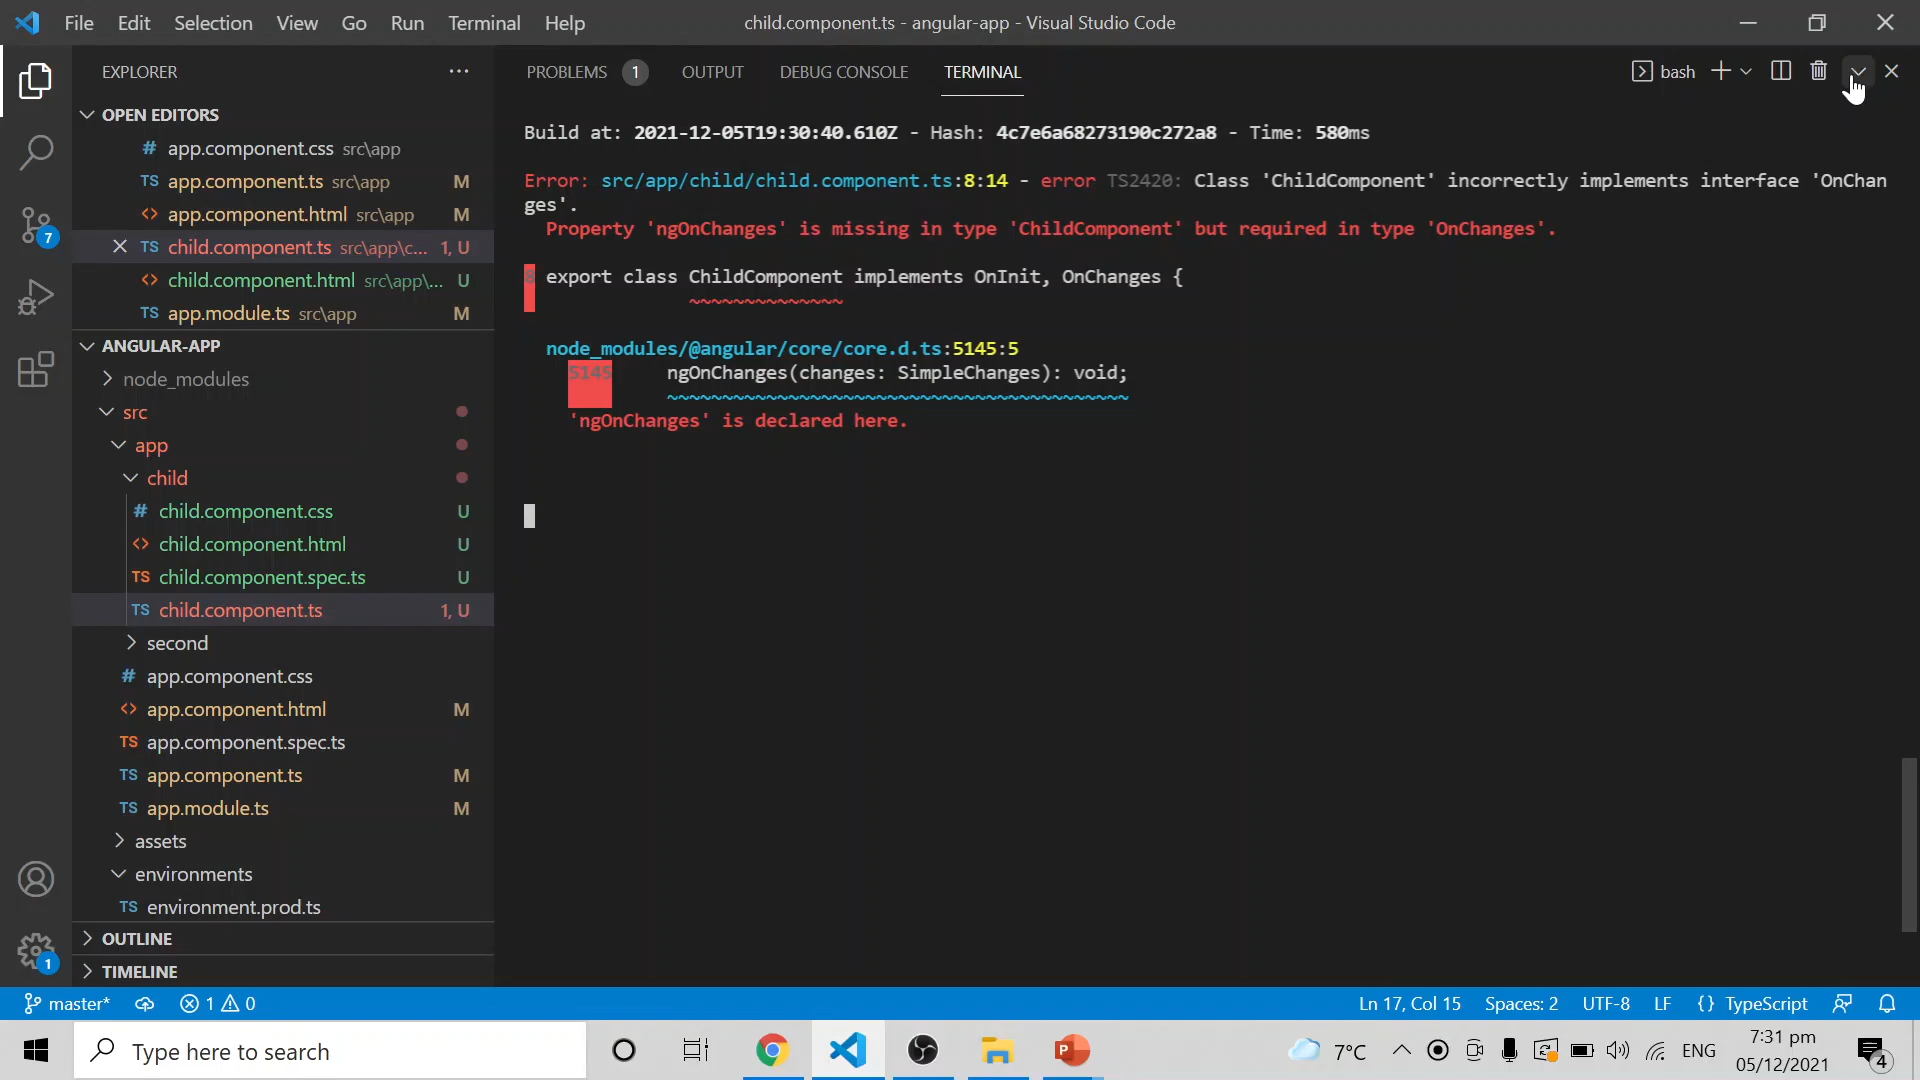 File Edit Selection View Go Run Terminal Help
child.component.ts - angular-app - Visual Studio Code
EXPLORER
OPEN EDITORS
# app.component.css src\app
TS app.component.ts src\app M
<> app.component.html src\app M
TS child.component.ts src\app\c... 1, U
<> child.component.html src\app\... U
TS app.module.ts src\app M
ANGULAR-APP
node_modules
src
app
child
# child.component.css U
<> child.component.html U
TS child.component.spec.ts U
TS child.component.ts 1, U
second
# app.component.css
<> app.component.html M
TS app.component.spec.ts
TS app.component.ts M
TS app.module.ts M
assets
environments
TS environment.prod.ts
OUTLINE
TIMELINE
7
1
PROBLEMS 1 OUTPUT DEBUG CONSOLE TERMINAL
bash
Build at: 2021-12-05T19:30:40.610Z - Hash: 4c7e6a68273190c272a8 - Time: 580ms
Error: src/app/child/child.component.ts:8:14 - error TS2420: Class 'ChildComponent' incorrectly implements interface 'OnChan
ges'.
Property 'ngOnChanges' is missing in type 'ChildComponent' but required in type 'OnChanges'.
8 export class ChildComponent implements OnInit, OnChanges {
~~~~~~~~~~~~~~
node_modules/@angular/core/core.d.ts:5145:5
5145 ngOnChanges(changes: SimpleChanges): void;
~~~~~~~~~~~~~~~~~~~~~~~~~~~~~~~~~~~~~~~~~~
'ngOnChanges' is declared here.
master* 1 0
Ln 17, Col 15 Spaces: 2 UTF-8 LF {} TypeScript
Type here to search
P
7°C
ENG
7:31 pm
05/12/2021
4